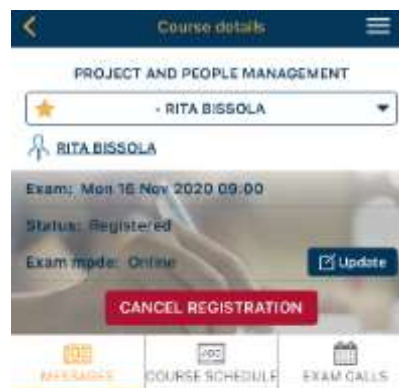 Course details
PROJECT AND PEOPLE MANAGEMENT
- RITA BISSOLA
RITA BISSOLA
Exam: Mon 16 Nov 2020 09.00
Status: Registered
Exam mode: Online
Update
CANCEL REGISTRATION
MESSAGES
COURSE SCHEDULE
EXAM CALLS